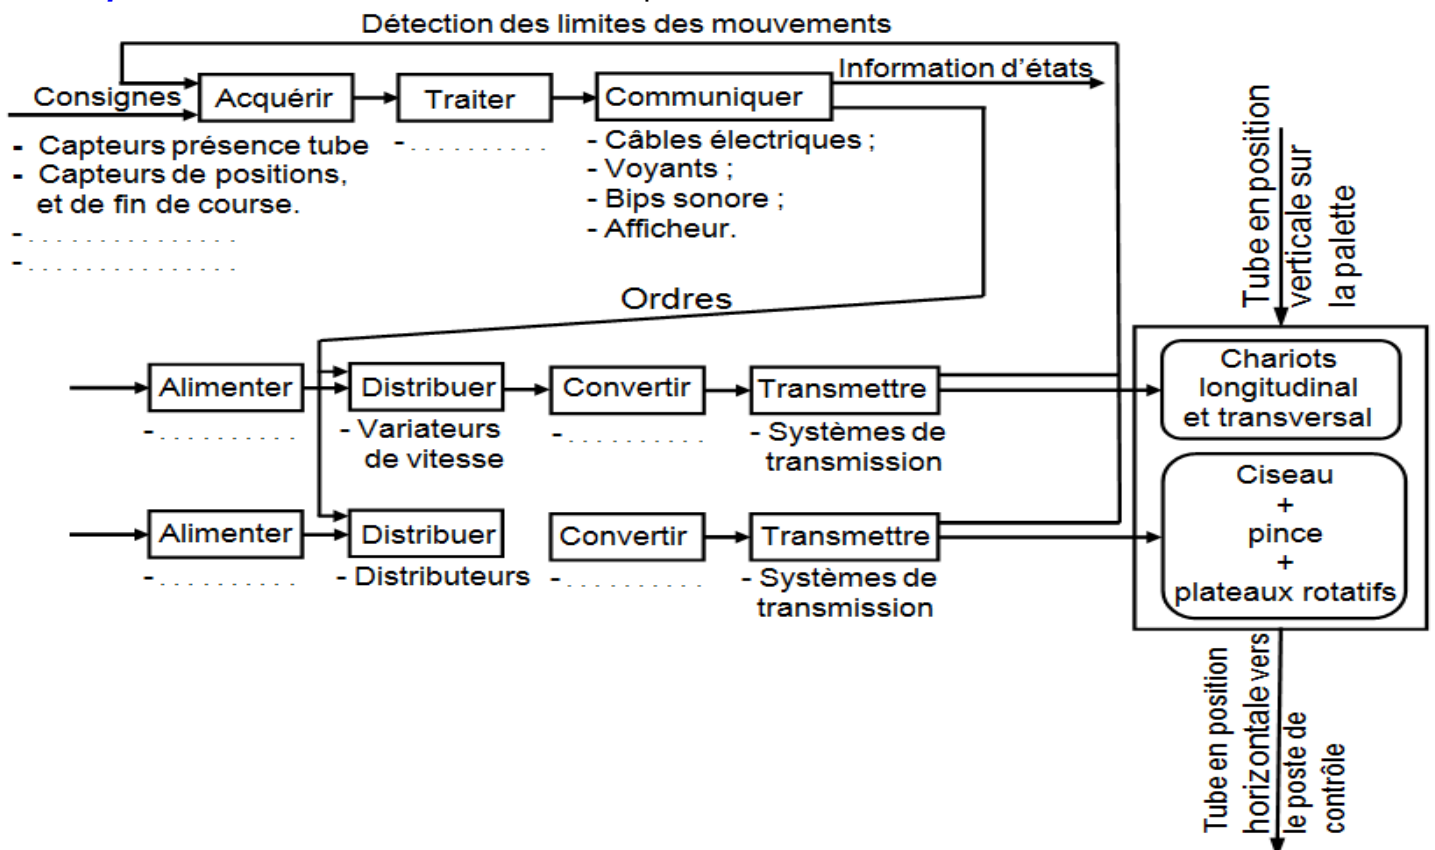 Détection des limites des mouvements
Information d'états
Consignes
Acquérir
Traiter
Communiquer
- Capteurs présence tube
- Capteurs de positions,
et de fin de course.
- . . . . . . . . . . . . . . .
- . . . . . . . . . . . . . . .
- . . . . . . . . . .
- Câbles électriques ;
- Voyants ;
- Bips sonore ;
- Afficheur.
Ordres
Tube en position
verticale sur
la palette
Alimenter
Distribuer
Convertir
Transmettre
- . . . . . . . . . .
- Variateurs
de vitesse
- . . . . . . . . . .
- Systèmes de
transmission
Chariots
longitudinal
et transversal
Alimenter
Distribuer
Convertir
Transmettre
- . . . . . . . . . .
- Distributeurs
- . . . . . . . . . .
- Systèmes de
transmission
Ciseau
+
pince
+
plateaux rotatifs
Tube en position
horizontale vers
le poste de
contrôle